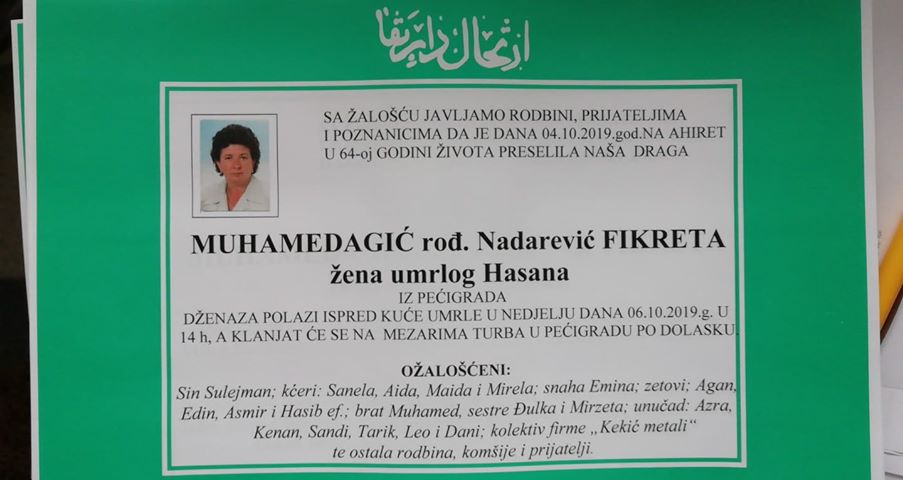 ارتحال دار بقا
SA ŽALOŠĆU JAVLJAMO RODBINI, PRIJATELJIMA
I POZNANICIMA DA JE DANA 04.10.2019.god.NA AHIRET
U 64-oj GODINI ŽIVOTA PRESELILA NAŠA DRAGA
MUHAMEDAGIĆ rođ. Nadarević FIKRETA
žena umrlog Hasana
IZ PEĆIGRADA
DŽENAZA POLAZI ISPRED KUĆE UMRLE U NEDJELJU DANA 06.10.2019.g. U
14 h, A KLANJAT ĆE SE NA MEZARIMA TURBA U PEĆIGRADU PO DOLASKU.
OŽALOŠĆENI:
Sin Sulejman; kćeri: Sanela, Aida, Maida i Mirela; snaha Emina; zetovi; Agan,
Edin, Asmir i Hasib ef.; brat Muhamed, sestre Đulka i Mirzeta; unučad: Azra,
Kenan, Sandi, Tarik, Leo i Dani; kolektiv firme „Kekić metali“
te ostala rodbina, komšije i prijatelji.